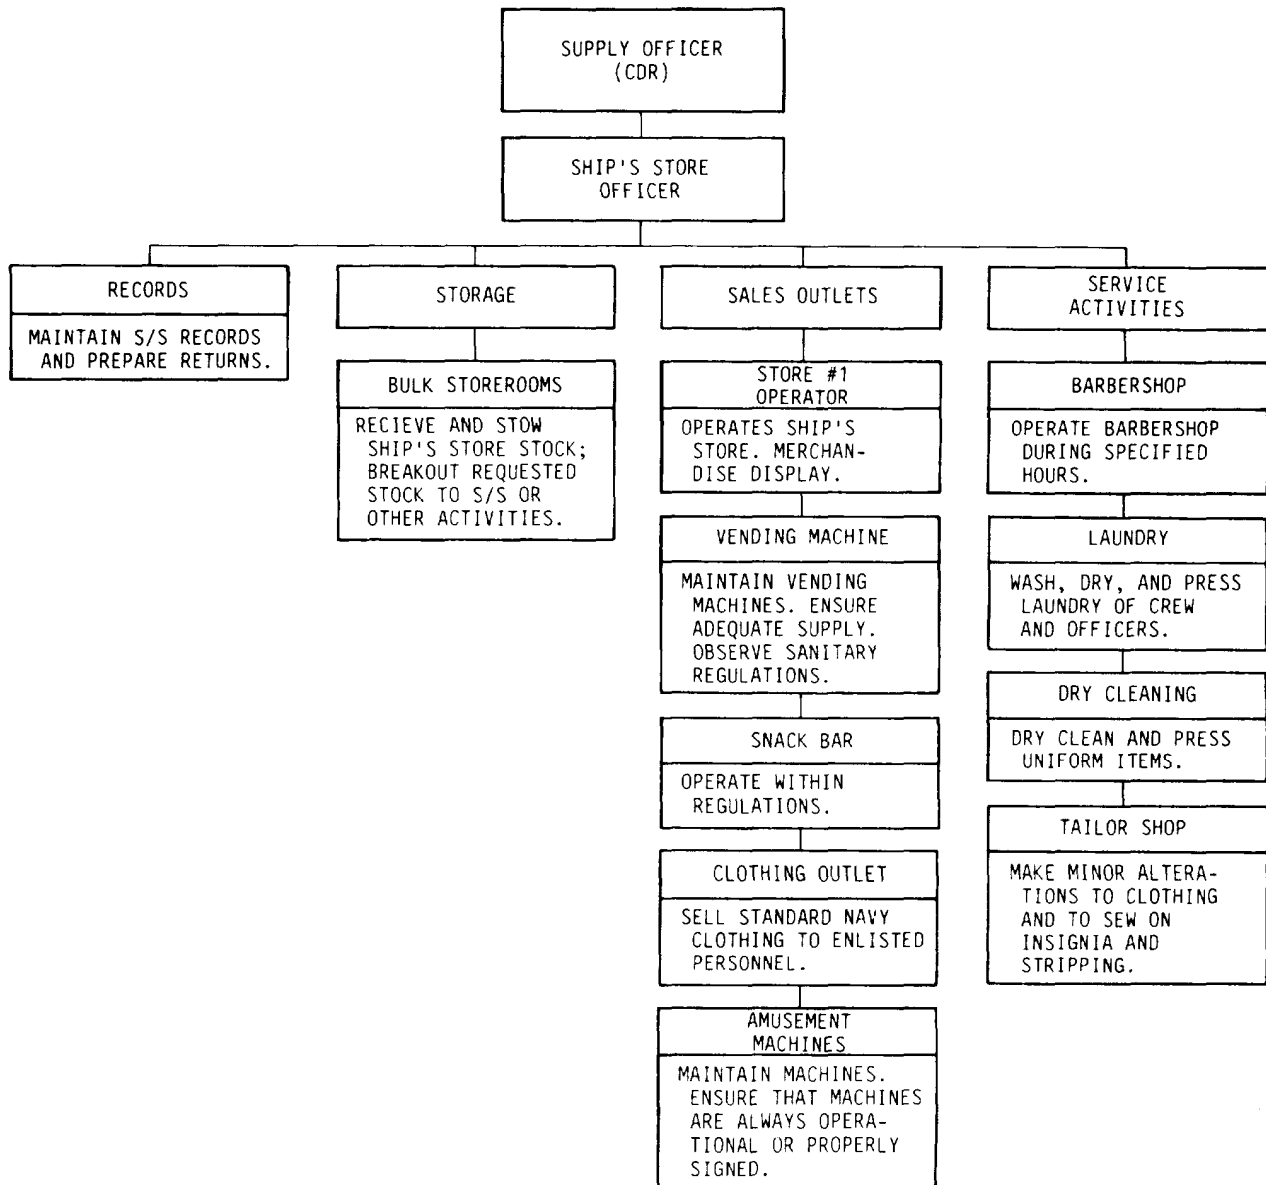 SUPPLY OFFICER
(CDR)
SHIP'S STORE
OFFICER
RECORDS
MAINTAIN S/S RECORDS
AND PREPARE RETURNS.
STORAGE
BULK STOREROOMS
RECIEVE AND STOW
SHIP'S STORE STOCK;
BREAKOUT REQUESTED
STOCK TO S/S OR
OTHER ACTIVITIES.
SALES OUTLETS
STORE #1
OPERATOR
OPERATES SHIP'S
STORE. MERCHAN-
DISE DISPLAY.
VENDING MACHINE
MAINTAIN VENDING
MACHINES. ENSURE
ADEQUATE SUPPLY.
OBSERVE SANITARY
REGULATIONS.
SNACK BAR
OPERATE WITHIN
REGULATIONS.
CLOTHING OUTLET
SELL STANDARD NAVY
CLOTHING TO ENLISTED
PERSONNEL.
AMUSEMENT
MACHINES
MAINTAIN MACHINES.
ENSURE THAT MACHINES
ARE ALWAYS OPERA-
TIONAL OR PROPERLY
SIGNED.
SERVICE
ACTIVITIES
BARBERSHOP
OPERATE BARBERSHOP
DURING SPECIFIED
HOURS.
LAUNDRY
WASH, DRY, AND PRESS
LAUNDRY OF CREW
AND OFFICERS.
DRY CLEANING
DRY CLEAN AND PRESS
UNIFORM ITEMS.
TAILOR SHOP
MAKE MINOR ALTERA-
TIONS TO CLOTHING
AND TO SEW ON
INSIGNIA AND
STRIPPING.